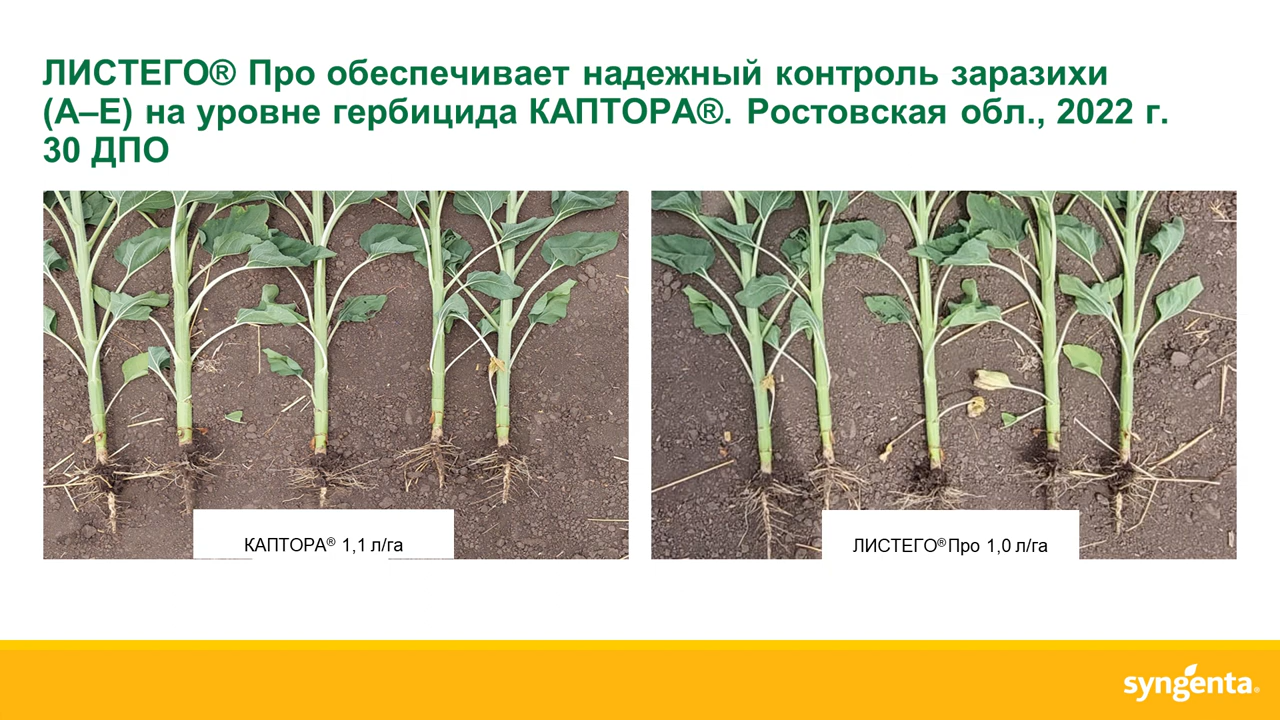 ЛИСТЕГО® Про обеспечивает надежный контроль заразихи
(А–Е) на уровне гербицида КАПТОРА®. Ростовская обл., 2022 г.
30 ДПО
КАПТОРА® 1,1 л/га
ЛИСТЕГО® Про 1,0 л/га
syngenta®